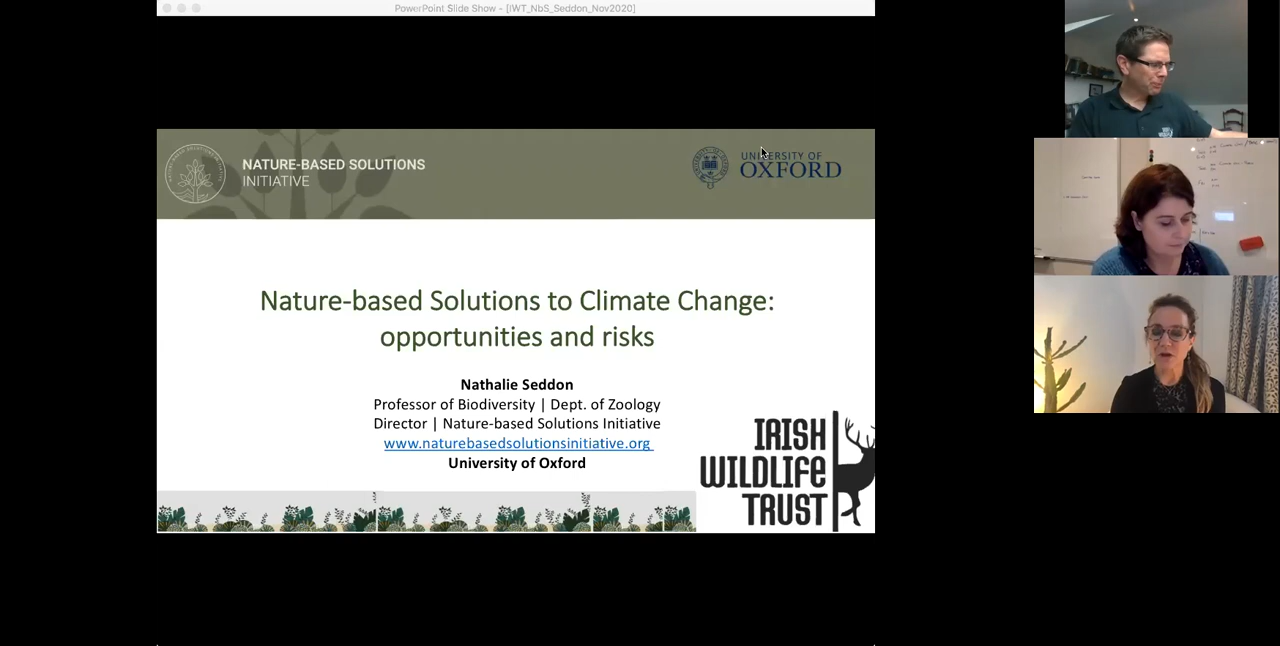 PowerPoint Slide Show - [IWT_NbS_Seddon_Nov2020]
NATURE-BASED SOLUTIONS
INITIATIVE
UNIVERSITY OF
OXFORD
Nature-based Solutions to Climate Change:
opportunities and risks
Nathalie Seddon
Professor of Biodiversity | Dept. of Zoology
Director | Nature-based Solutions Initiative
www.naturebasedsolutionsinitiative.org
University of Oxford
IRISH
WILDLIFE
TRUST